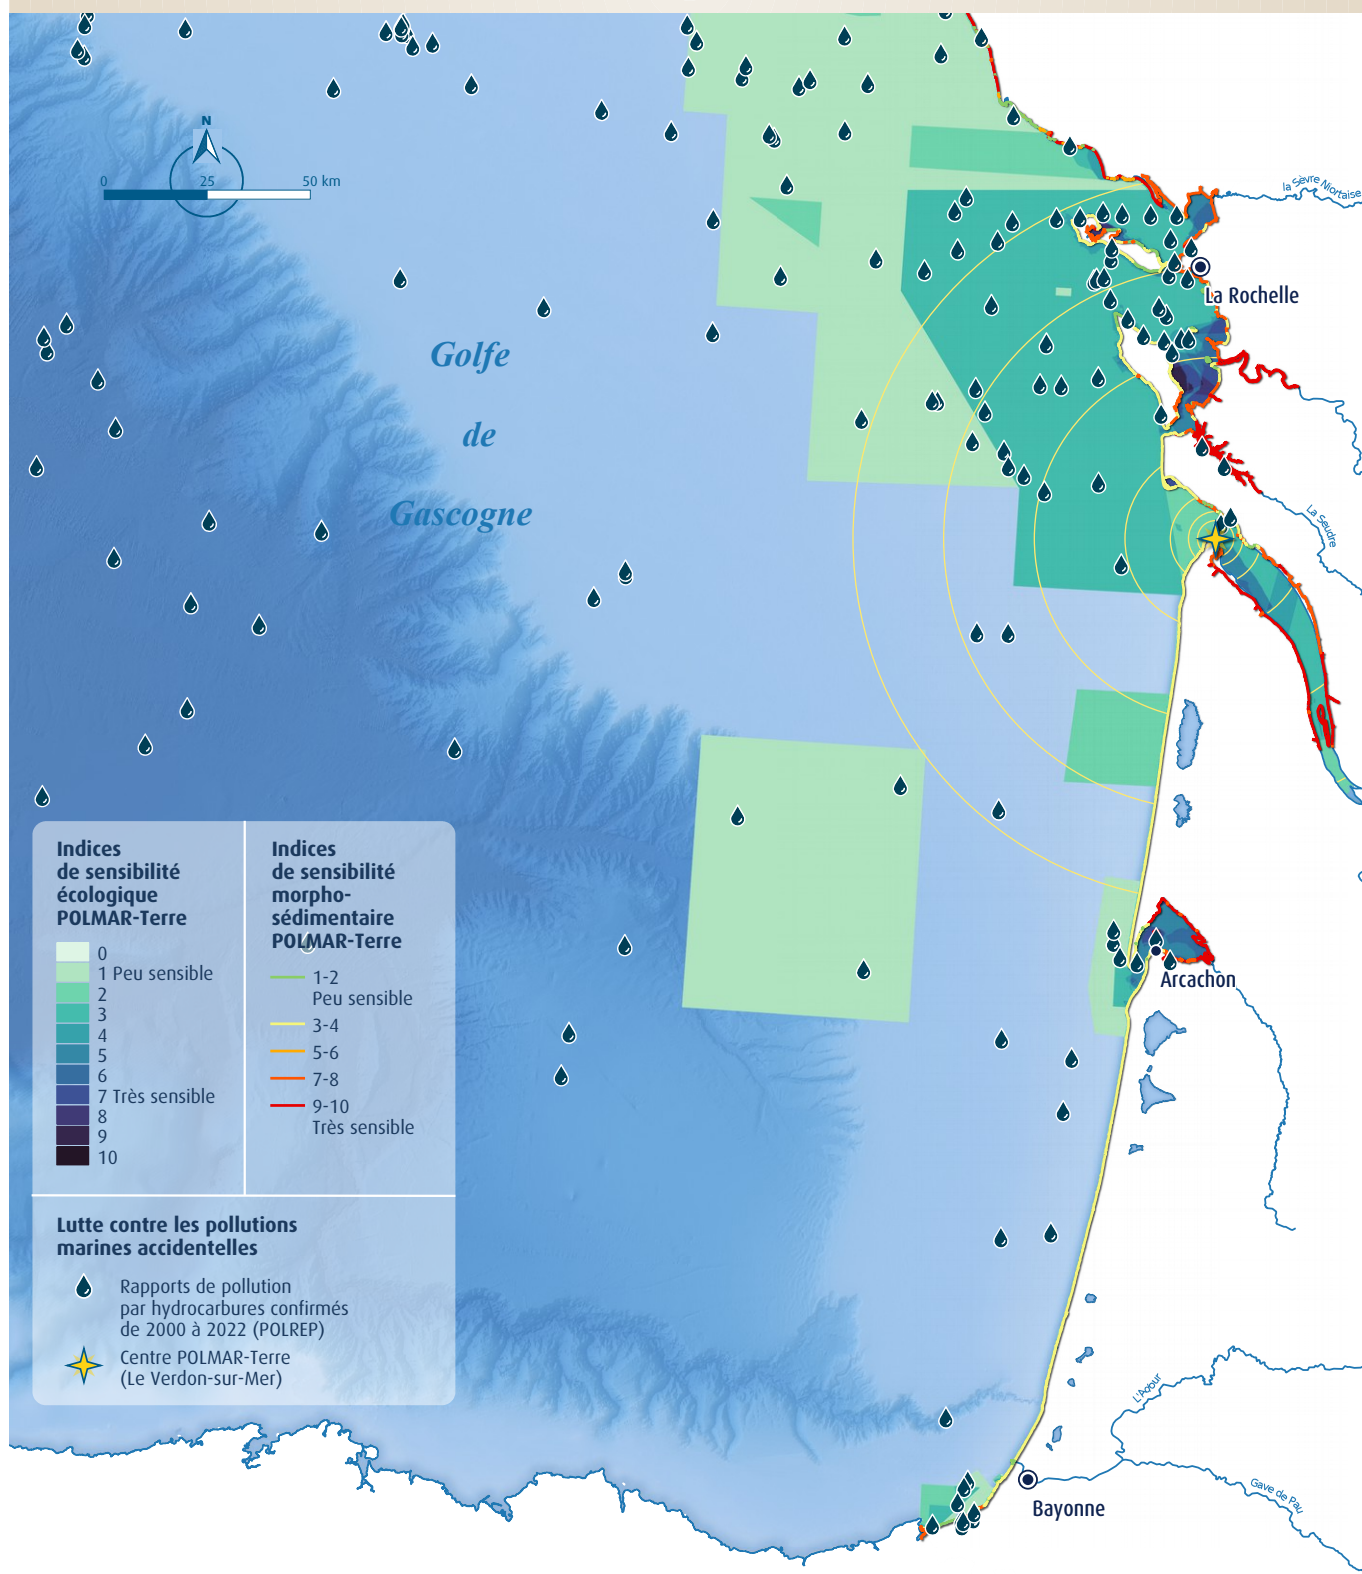 N
0 25 50 km
la Sèvre Niortaise
La Rochelle
Golfe
de
Gascogne
La Seudre
Arcachon
L'Adour
Gave de Pau
Bayonne
Indices
de sensibilité
écologique
POLMAR-Terre
0
1 Peu sensible
2
3
4
5
6
7 Très sensible
8
9
10
Indices
de sensibilité
morpho-
sédimentaire
POLMAR-Terre
1-2
Peu sensible
3-4
5-6
7-8
9-10
Très sensible
Lutte contre les pollutions
marines accidentelles
Rapports de pollution
par hydrocarbures confirmés
de 2000 à 2022 (POLREP)
Centre POLMAR-Terre
(Le Verdon-sur-Mer)